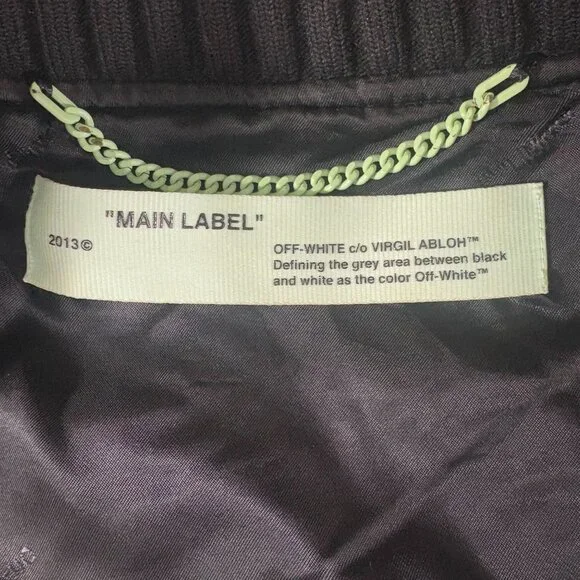 "MAIN LABEL"
2013©
OFF-WHITE c/o VIRGIL ABLOH™
Defining the grey area between black
and white as the color Off-White™